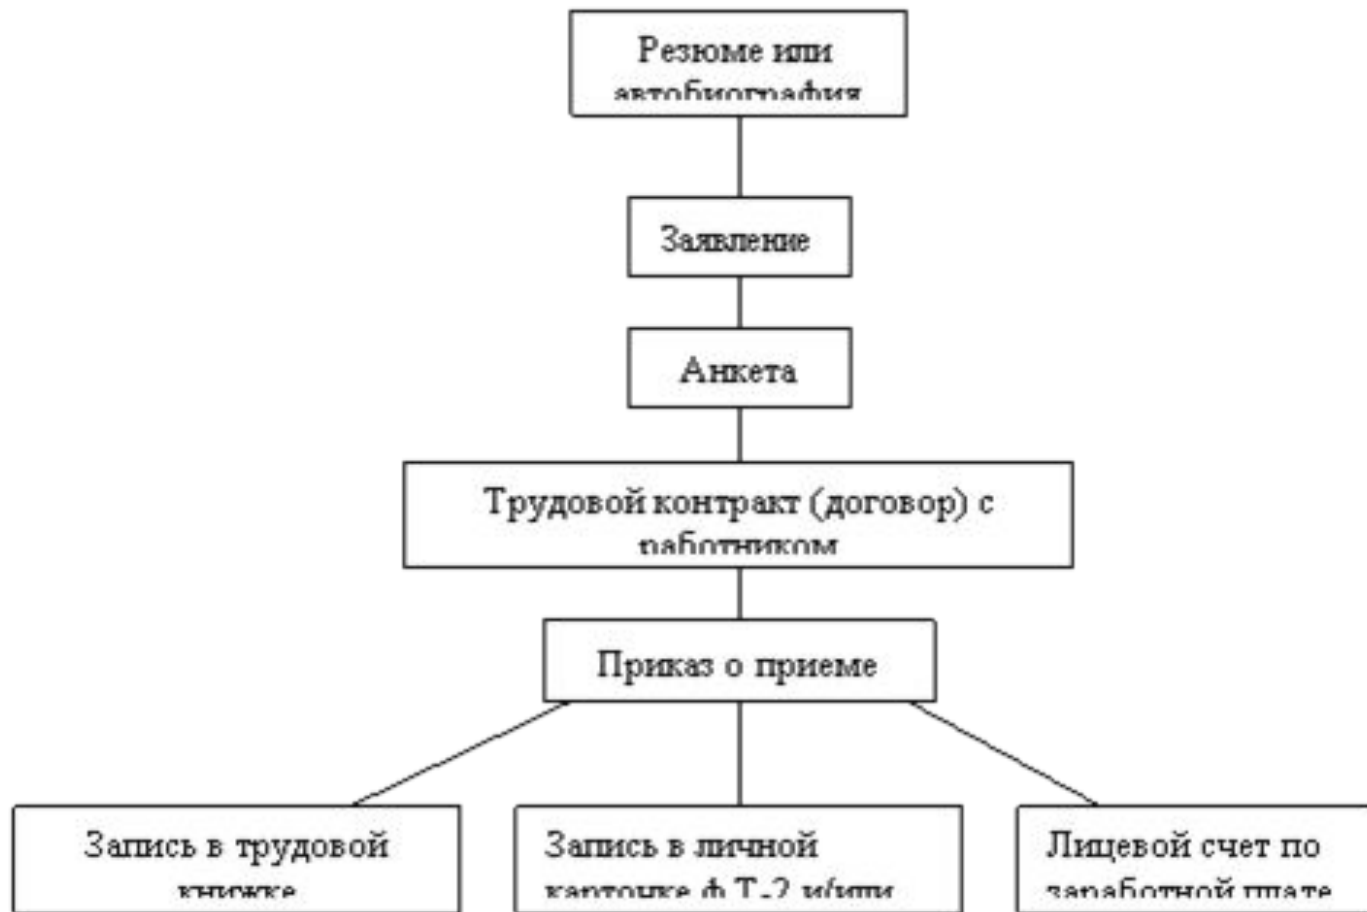 Резюме или
автобиография
Заявление
Анкета
Трудовой контракт (договор) с
работником
Приказ о приеме
Запись в трудовой
книжке
Запись в личной
карточке ф Т-2 и/или
Лицевой счет по
заработной плате